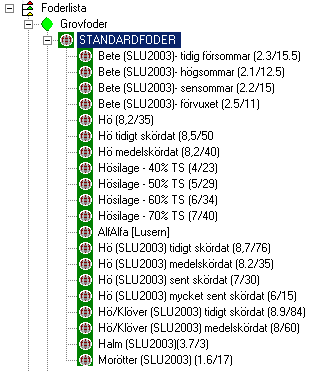 Foderlista
Grovfoder
STANDARDFODER
Bete (SLU2003)- tidig försommar (2.3/15.5)
Bete (SLU2003)- högsommar (2.1/12.5)
Bete (SLU2003) - sensommar (2.2/15)
Bete (SLU2003) - förvuxet (2.5/11)
Hö (8,2/35)
Hö tidigt skördat (8,5/50
Hö medelskördat (8,2/40)
Hösilage - 40% TS (4/23)
Hösilage - 50% TS (5/29)
Hösilage - 60% TS (6/34)
Hösilage - 70% TS (7/40)
AlfAlfa [Lusern]
Hö (SLU2003) tidigt skördat (8,7/76)
Hö (SLU2003) medelskördat (8.2/35)
Hö (SLU2003) sent skördat (7/30)
Hö (SLU2003) mycket sent skördat (6/15)
Hö/Klöver (SLU2003) tidigt skördat (8.9/84)
Hö/Klöver (SLU2003) medelskördat (8/60)
Halm (SLU2003)(3.7/3)
Morötter (SLU2003) (1.6/17)